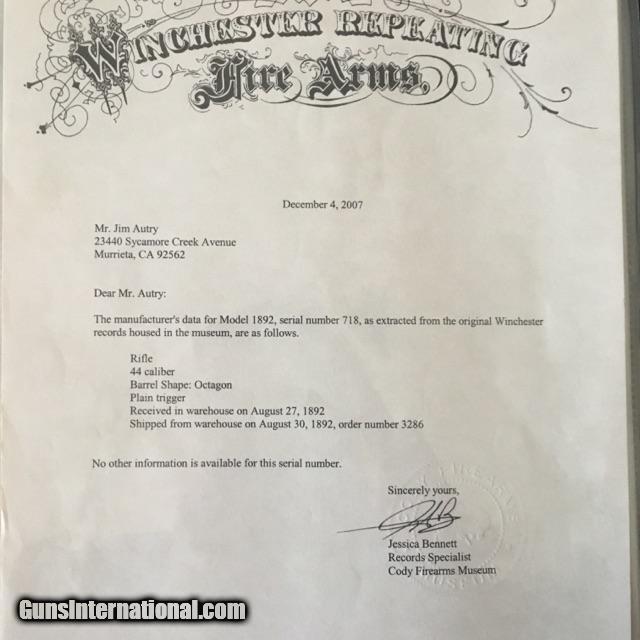 WINCHESTER REPEATING
Fire Arms.
December 4, 2007
Mr. Jim Autry
23440 Sycamore Creek Avenue
Murrieta, CA 92562
Dear Mr. Autry:
The manufacturer's data for Model 1892, serial number 718, as extracted from the original Winchester
records housed in the museum, are as follows.
Rifle
44 caliber
Barrel Shape: Octagon
Plain trigger
Received in warehouse on August 27, 1892
Shipped from warehouse on August 30, 1892, order number 3286
No other information is available for this serial number.
Sincerely yours,
Jessica Bennett
Records Specialist
Cody Firearms Museum
GunsInternational.com